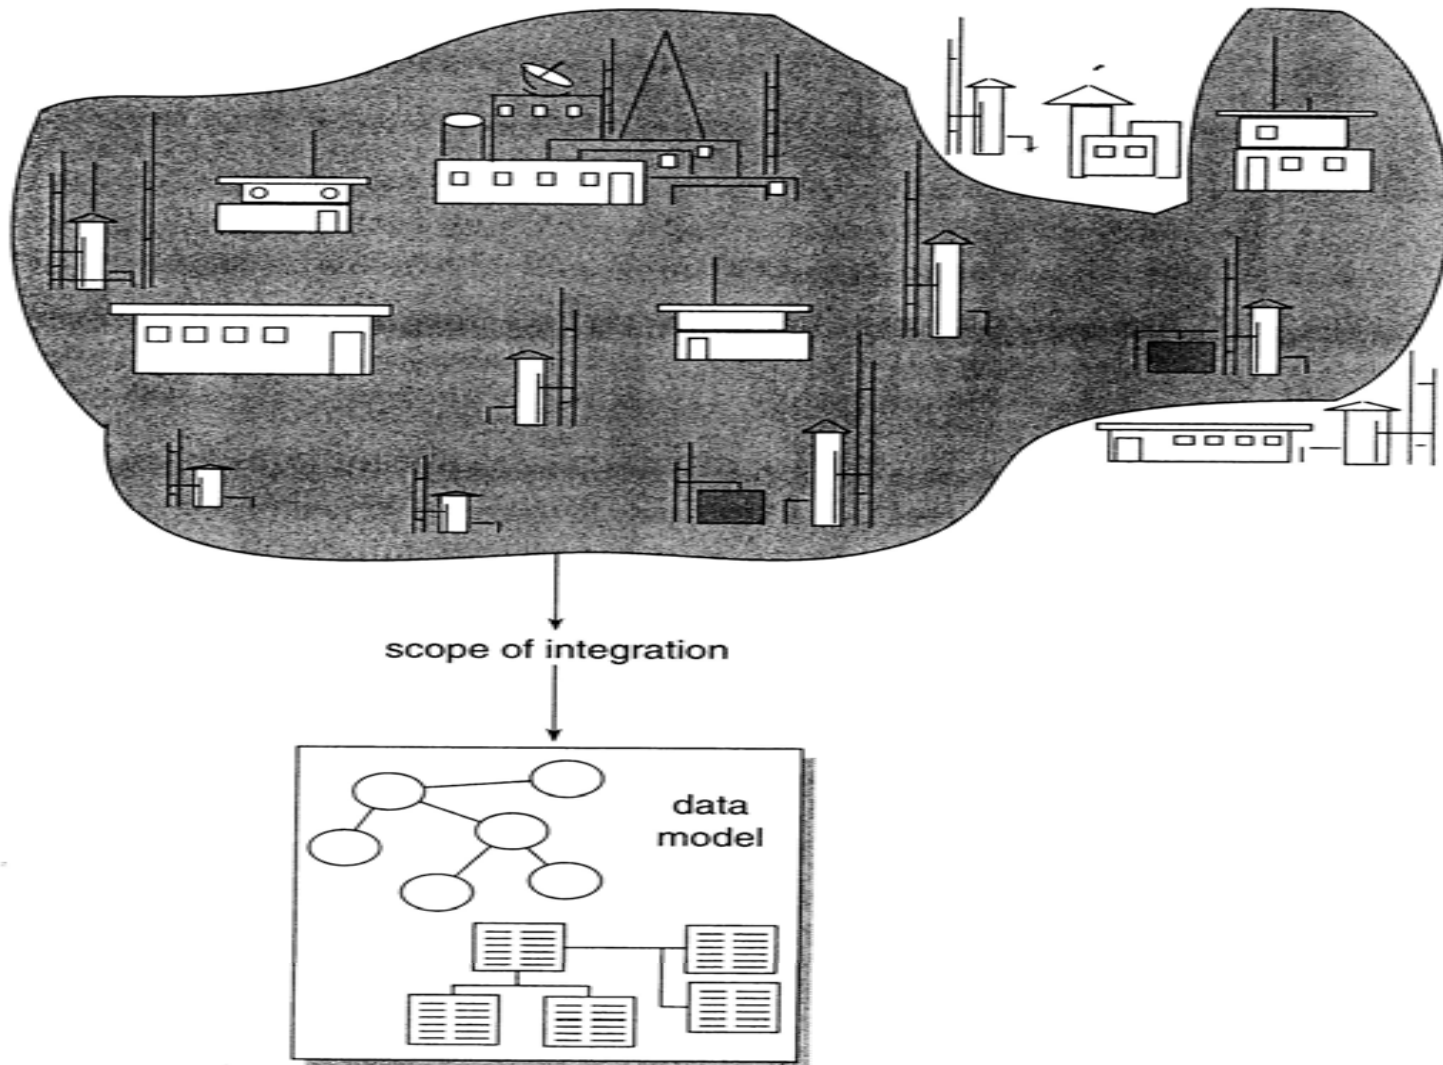 scope of integration
data
model